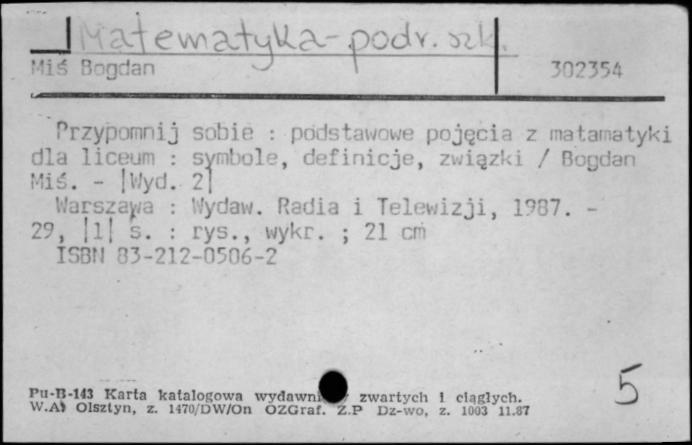 Matematyka - podr. szk.
Miś Bogdan 302354
Przypomnij sobie : podstawowe pojęcia z matamatyki
dla liceum : symbole, definicje, związki / Bogdan
Miś. - |Wyd. 2|
Warszawa : Wydaw. Radia i Telewizji, 1987. -
29, |1| s. : rys., wykr. ; 21 cm
ISBN 83-212-0506-2
5
Pu-B-143 Karta katalogowa zwartych i ciągłych.
W.A. Olsztyn, z. 1470/DW/On OZGraf. Z.P Dz-wo, z. 1003 11.87